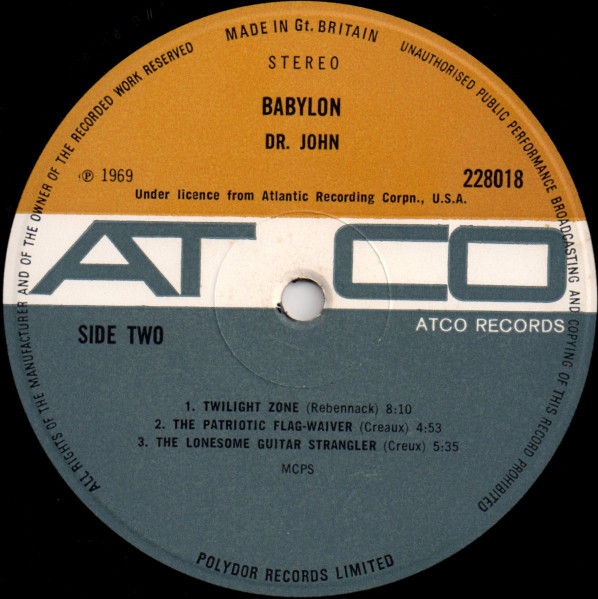 MADE IN Gt. BRITAIN
STEREO
BABYLON
DR. JOHN
℗ 1969
228018
Under licence from Atlantic Recording Corpn., U.S.A.
ATCO
ATCO RECORDS
SIDE TWO
1. TWILIGHT ZONE (Rebennack) 8:10
2. THE PATRIOTIC FLAG-WAIVER (Creaux) 4:53
3. THE LONESOME GUITAR STRANGLER (Creux) 5:35
MCPS
POLYDOR RECORDS LIMITED
ALL RIGHTS OF THE MANUFACTURER AND OF THE OWNER OF THE RECORDED WORK RESERVED
UNAUTHORISED PUBLIC PERFORMANCE BROADCASTING AND COPYING OF THIS RECORD PROHIBITED